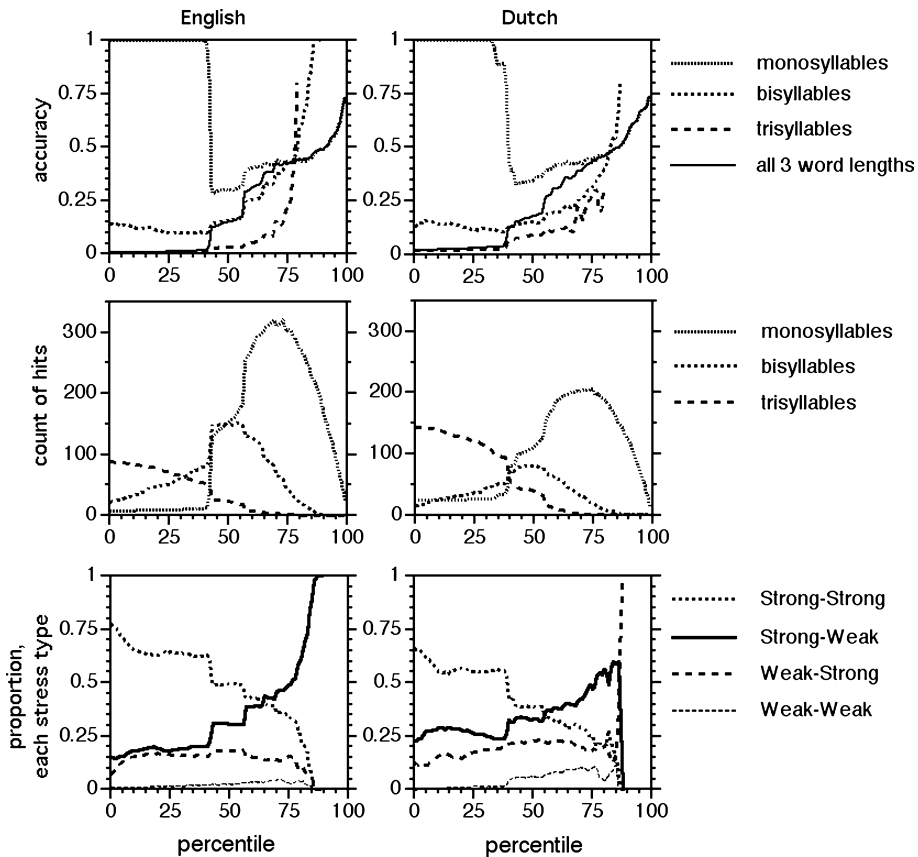 English Dutch
1 1
0.75 0.75
0.5 0.5
0.25 0.25
0 0
accuracy
0 25 50 75 100 0 25 50 75 100
monosyllables
bisyllables
trisyllables
all 3 word lengths
300 300
200 200
100 100
0 0
count of hits
0 25 50 75 100 0 25 50 75 100
monosyllables
bisyllables
trisyllables
1 1
0.75 0.75
0.5 0.5
0.25 0.25
0 0
proportion,
each stress type
0 25 50 75 100 0 25 50 75 100
percentile percentile
Strong-Strong
Strong-Weak
Weak-Strong
Weak-Weak